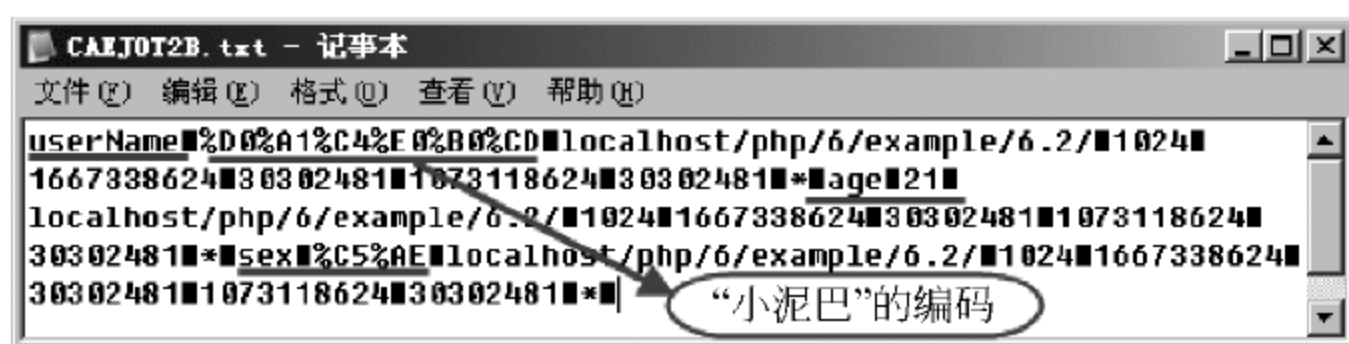 CAEJOT2B.txt - 记事本
文件(F) 编辑(E) 格式(O) 查看(V) 帮助(H)
userName■%D0%A1%C4%E0%B0%CD■localhost/php/6/example/6.2/■1024■
1667338624■30302481■1073118624■30302481■*■age■21■
localhost/php/6/example/6.2/■1024■1667338624■30302481■1073118624■
30302481■*■sex■%C5%AE■localhost/php/6/example/6.2/■1024■1667338624■
30302481■1073118624■30302481■*■
“小泥巴”的编码